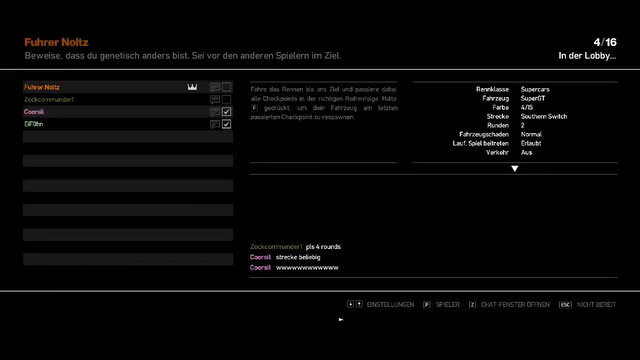 Fuhrer Noltz
4/16
Beweise, dass du genetisch anders bist. Sei vor den anderen Spielern im Ziel.
In der Lobby...
Fuhrer Noltz
Zockcommander1
Coorsil
ElF0hn
Fahre das Rennen bis ans Ziel und passiere dabei
alle Checkpoints in der richtigen Reihenfolge. Halte
F gedrückt, um dein Fahrzeug am letzten
passierten Checkpoint zu respawnen.
Rennklasse Supercars
Fahrzeug SuperGT
Farbe 4/15
Strecke Southern Switch
Runden 2
Fahrzeugschaden Normal
Lauf. Spiel beitreten Erlaubt
Verkehr Aus
Zockcommander1 pls 4 rounds
Coorsil strecke beliebig
Coorsil wwwwwwwwwwww
EINSTELLUNGEN P SPIELER Z CHAT-FENSTER ÖFFNEN ESC NICHT BEREIT